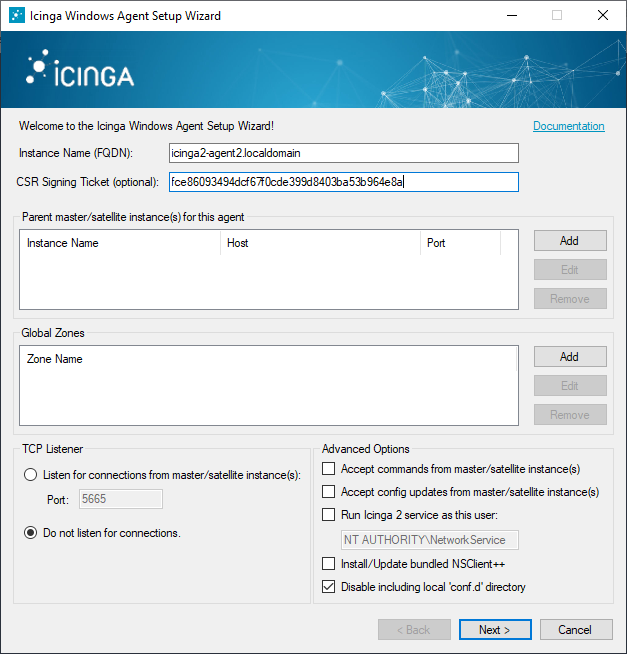 Icinga Windows Agent Setup Wizard
iCINGA
Welcome to the Icinga Windows Agent Setup Wizard!
Documentation
Instance Name (FQDN):
icinga2-agent2.localdomain
CSR Signing Ticket (optional):
fce86093494dcf67f0cde399d8403ba53b964e8a
Parent master/satellite instance(s) for this agent
Instance Name Host Port
Add
Edit
Remove
Global Zones
Zone Name
Add
Edit
Remove
TCP Listener
Listen for connections from master/satellite instance(s):
Port: 5665
Do not listen for connections.
Advanced Options
Accept commands from master/satellite instance(s)
Accept config updates from master/satellite instance(s)
Run Icinga 2 service as this user:
NT AUTHORITY\NetworkService
Install/Update bundled NSClient++
Disable including local 'conf.d' directory
< Back Next > Cancel